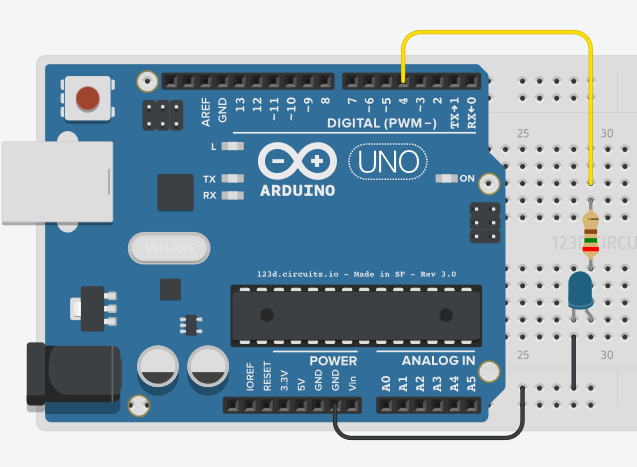 AREF
GND
13
12
~11
~10
~9
8
7
~6
~5
4
~3
2
TX→1
RX←0
DIGITAL (PWM~)
L
TX
RX
UNO
ARDUINO
ON
25
30
SPK16.000G
123d.circuits.io - Made in SF - Rev 3.0
POWER
ANALOG IN
IOREF
RESET
3.3V
5V
GND
GND
Vin
A0
A1
A2
A3
A4
A5
25
30